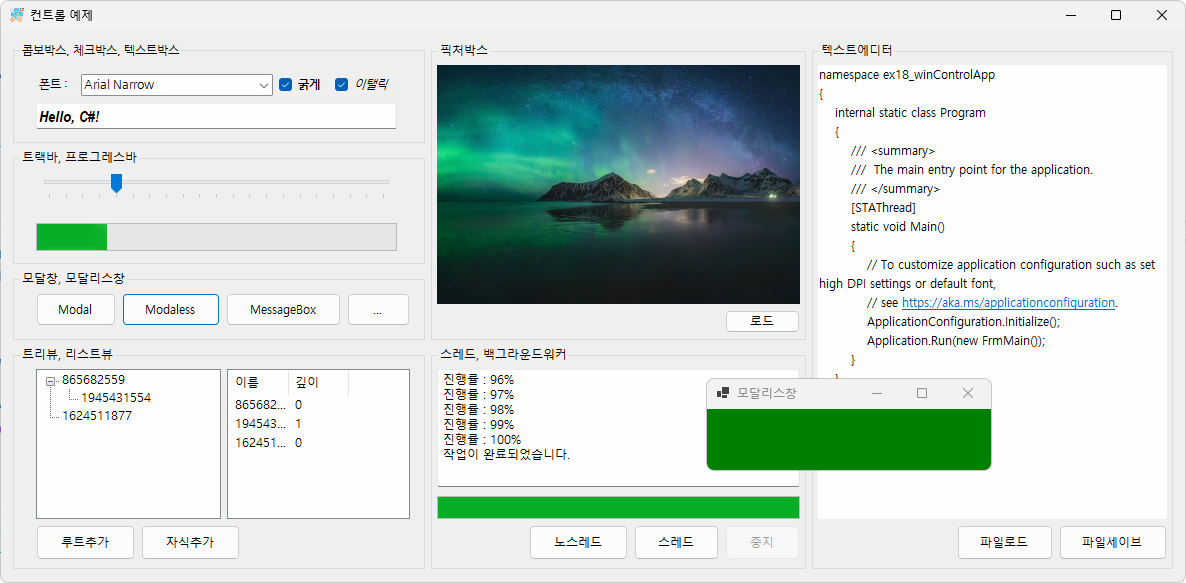 컨트롤 예제
콤보박스, 체크박스, 텍스트박스
폰트 :
Arial Narrow
굵게
이탤릭
Hello, C#!
트랙바, 프로그레스바
모달창, 모달리스창
Modal
Modaless
MessageBox
...
트리뷰, 리스트뷰
865682559
1945431554
1624511877
이름 깊이
865682... 0
194543... 1
162451... 0
루트추가
자식추가
픽처박스
로드
스레드, 백그라운드워커
진행률 : 96%
진행률 : 97%
진행률 : 98%
진행률 : 99%
진행률 : 100%
작업이 완료되었습니다.
노스레드
스레드
중지
텍스트에디터
namespace ex18_winControlApp
{
internal static class Program
{
/// <summary>
///  The main entry point for the application.
/// </summary>
[STAThread]
static void Main()
{
// To customize application configuration such as set
high DPI settings or default font,
// see https://aka.ms/applicationconfiguration.
ApplicationConfiguration.Initialize();
Application.Run(new FrmMain());
}
모달리스창
파일로드
파일세이브